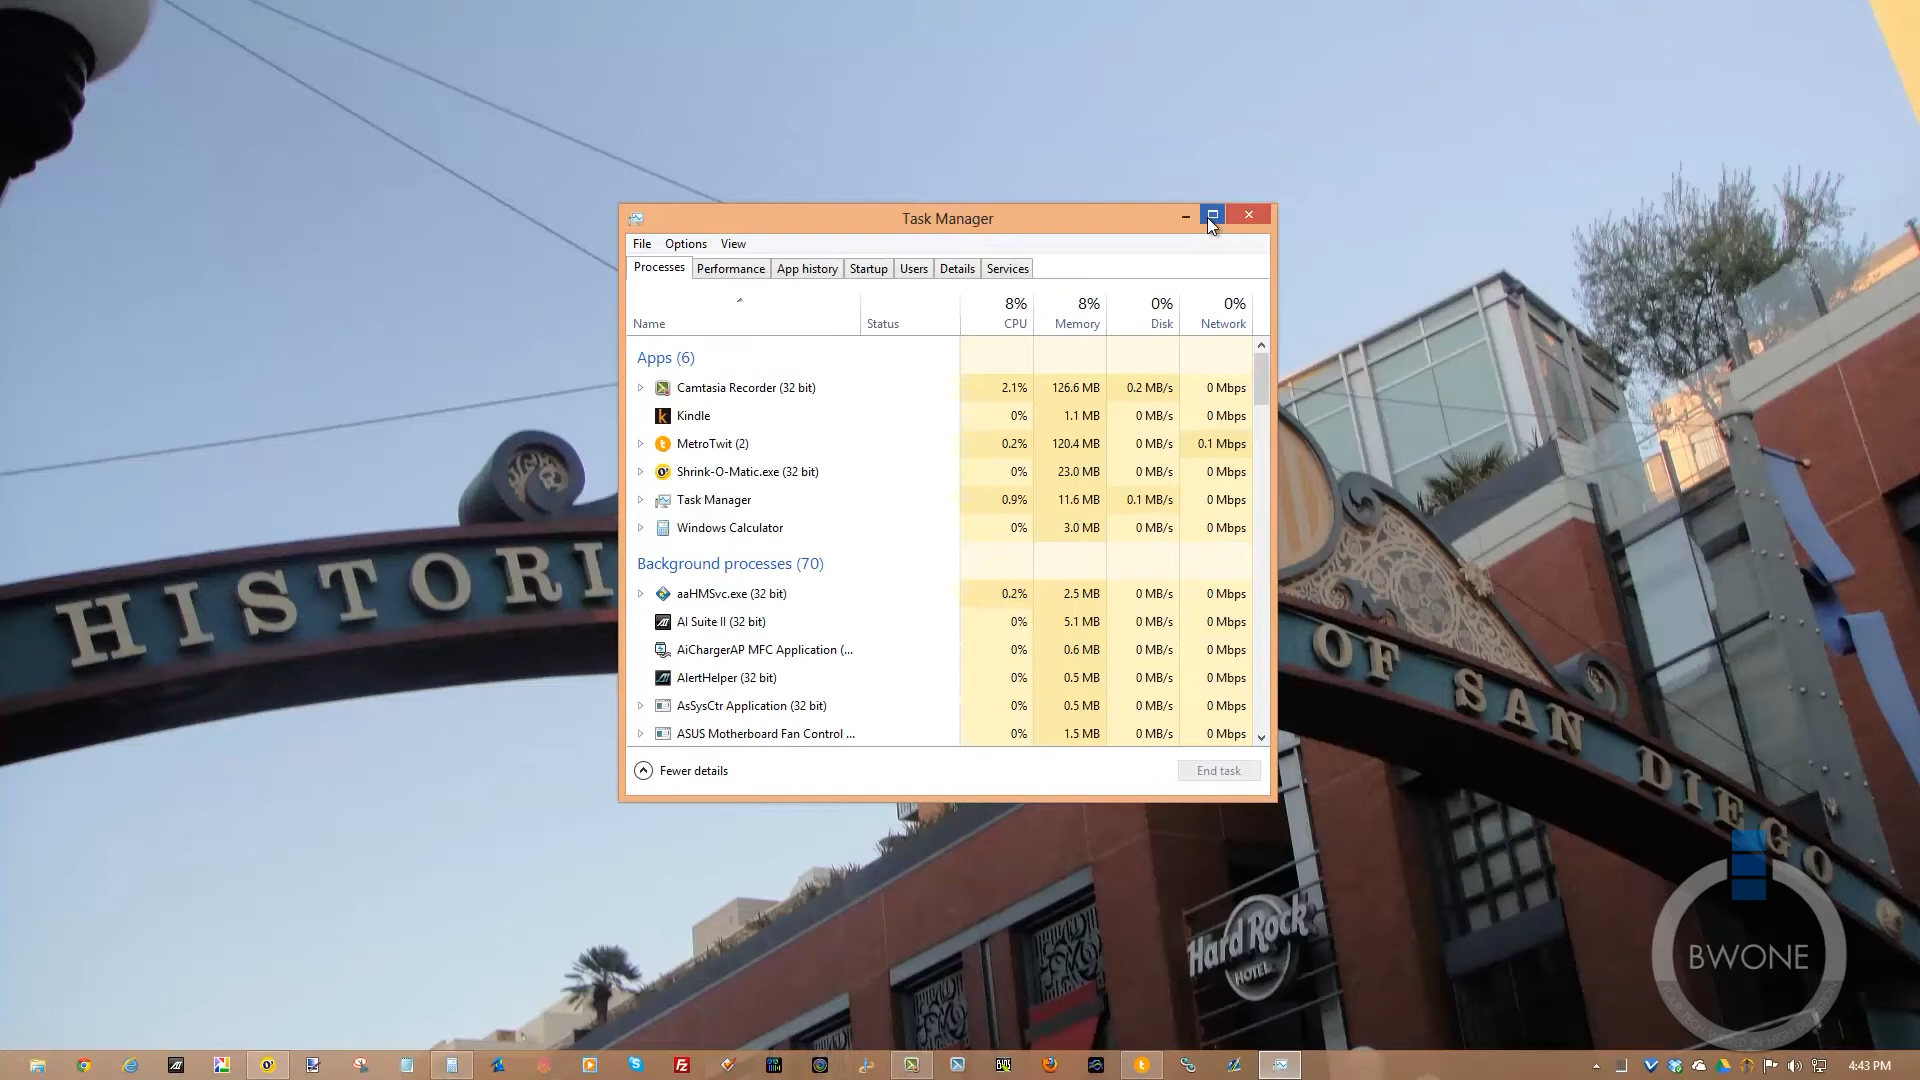 Task Manager
File Options View
Processes Performance App history Startup Users Details Services
8% 8% 0% 0%
Name Status CPU Memory Disk Network
Apps (6)
Camtasia Recorder (32 bit) 2.1% 126.6 MB 0.2 MB/s 0 Mbps
Kindle 0% 1.1 MB 0 MB/s 0 Mbps
MetroTwit (2) 0.2% 120.4 MB 0 MB/s 0.1 Mbps
Shrink-O-Matic.exe (32 bit) 0% 23.0 MB 0 MB/s 0 Mbps
Task Manager 0.9% 11.6 MB 0.1 MB/s 0 Mbps
Windows Calculator 0% 3.0 MB 0 MB/s 0 Mbps
Background processes (70)
aaHMSvc.exe (32 bit) 0.2% 2.5 MB 0 MB/s 0 Mbps
AI Suite II (32 bit) 0% 5.1 MB 0 MB/s 0 Mbps
AiChargerAP MFC Application (... 0% 0.6 MB 0 MB/s 0 Mbps
AlertHelper (32 bit) 0% 0.5 MB 0 MB/s 0 Mbps
AsSysCtr Application (32 bit) 0% 0.5 MB 0 MB/s 0 Mbps
ASUS Motherboard Fan Control ... 0% 1.5 MB 0 MB/s 0 Mbps
Fewer details End task
HISTORI
OF SAN DIEGO
Hard Rock
HOTEL
BWONE
YOUR TECH WORLD IN HIGH DEFINITION
4:43 PM